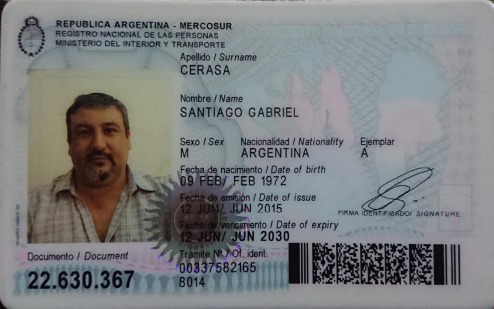 REPUBLICA ARGENTINA - MERCOSUR
REGISTRO NACIONAL DE LAS PERSONAS
MINISTERIO DEL INTERIOR Y TRANSPORTE
Apellido / Surname
CERASA
Nombre / Name
SANTIAGO GABRIEL
Sexo / Sex Nacionalidad / Nationality Ejemplar
M ARGENTINA A
Fecha de nacimiento / Date of birth
09 FEB/ FEB 1972
Fecha de emisión / Date of issue
12 JUN/ JUN 2015
FIRMA IDENTIFICADO/ SIGNATURE
Fecha de vencimiento / Date of expiry
12 JUN/ JUN 2030
Documento / Document
22.630.367
Tramite Nº / Of. ident.
00337582165
8014